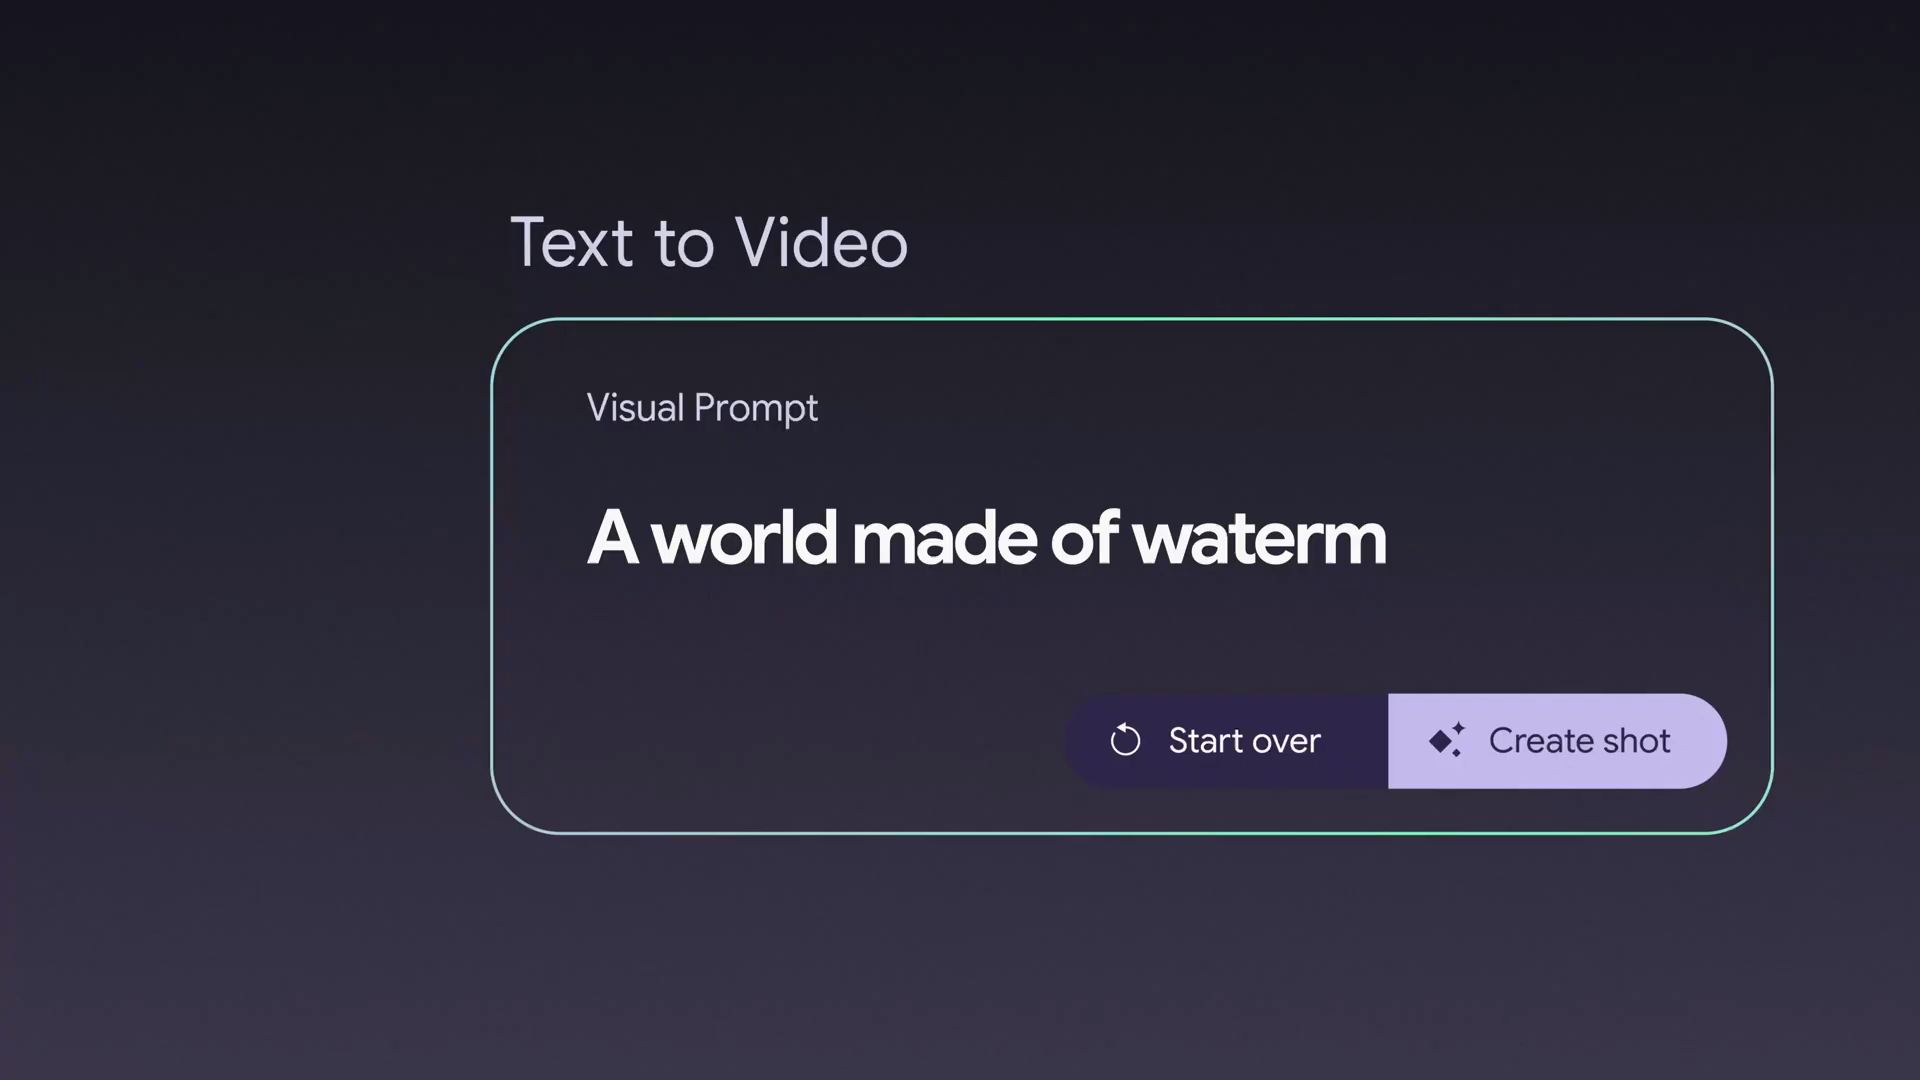 Text to Video
Visual Prompt
A world made of waterm
Start over
Create shot